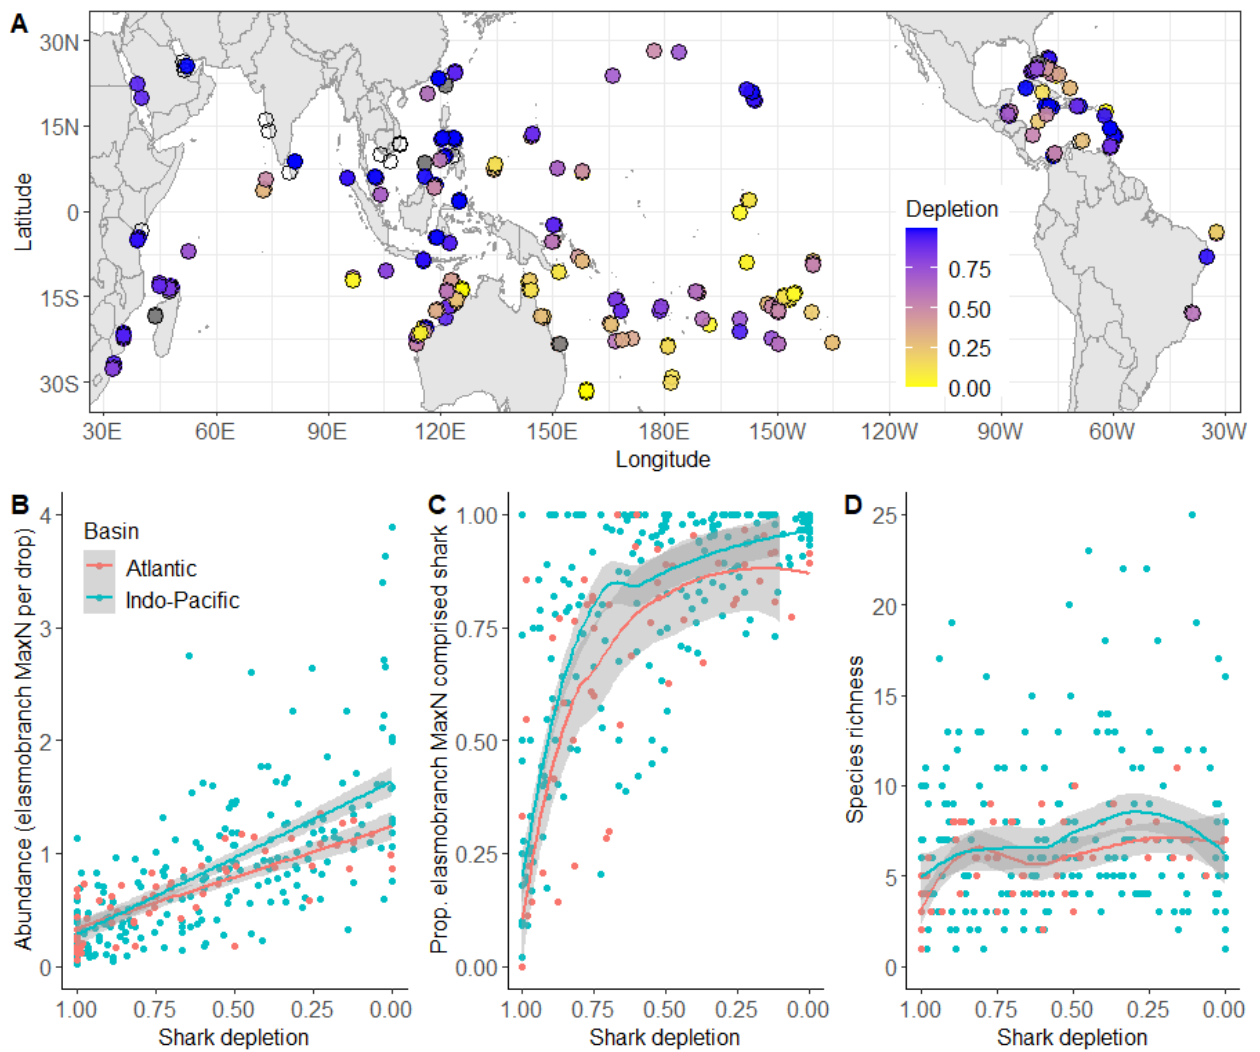 A
30N
15N
0
15S
30S
Latitude
30E
60E
90E
120E
150E
180E
150W
120W
90W
60W
30W
Longitude
Depletion
0.75
0.50
0.25
0.00
B
Abundance (elasmobranch MaxN per drop)
4
3
2
1
0
Basin
Atlantic
Indo-Pacific
1.00
0.75
0.50
0.25
0.00
Shark depletion
C
Prop. elasmobranch MaxN comprised shark
1.00
0.75
0.50
0.25
0.00
1.00
0.75
0.50
0.25
0.00
Shark depletion
D
Species richness
25
20
15
10
5
0
1.00
0.75
0.50
0.25
0.00
Shark depletion